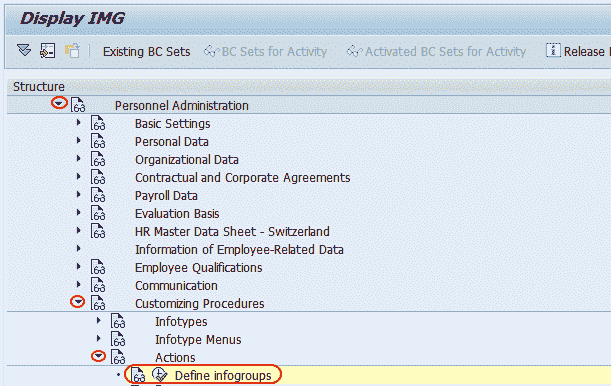 Display IMG
Existing BC Sets BC Sets for Activity Activated BC Sets for Activity Release
Structure
Personnel Administration
Basic Settings
Personal Data
Organizational Data
Contractual and Corporate Agreements
Payroll Data
Evaluation Basis
HR Master Data Sheet - Switzerland
Information of Employee-Related Data
Employee Qualifications
Communication
Customizing Procedures
Infotypes
Infotype Menus
Actions
Define infogroups